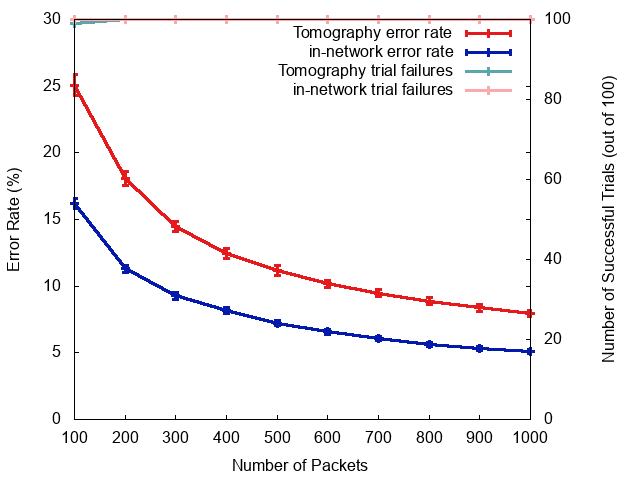 30
25
20
15
10
5
0
Error Rate (%)
100
80
60
40
20
0
Number of Successful Trials (out of 100)
Tomography error rate
in-network error rate
Tomography trial failures
in-network trial failures
100 200 300 400 500 600 700 800 900 1000
Number of Packets